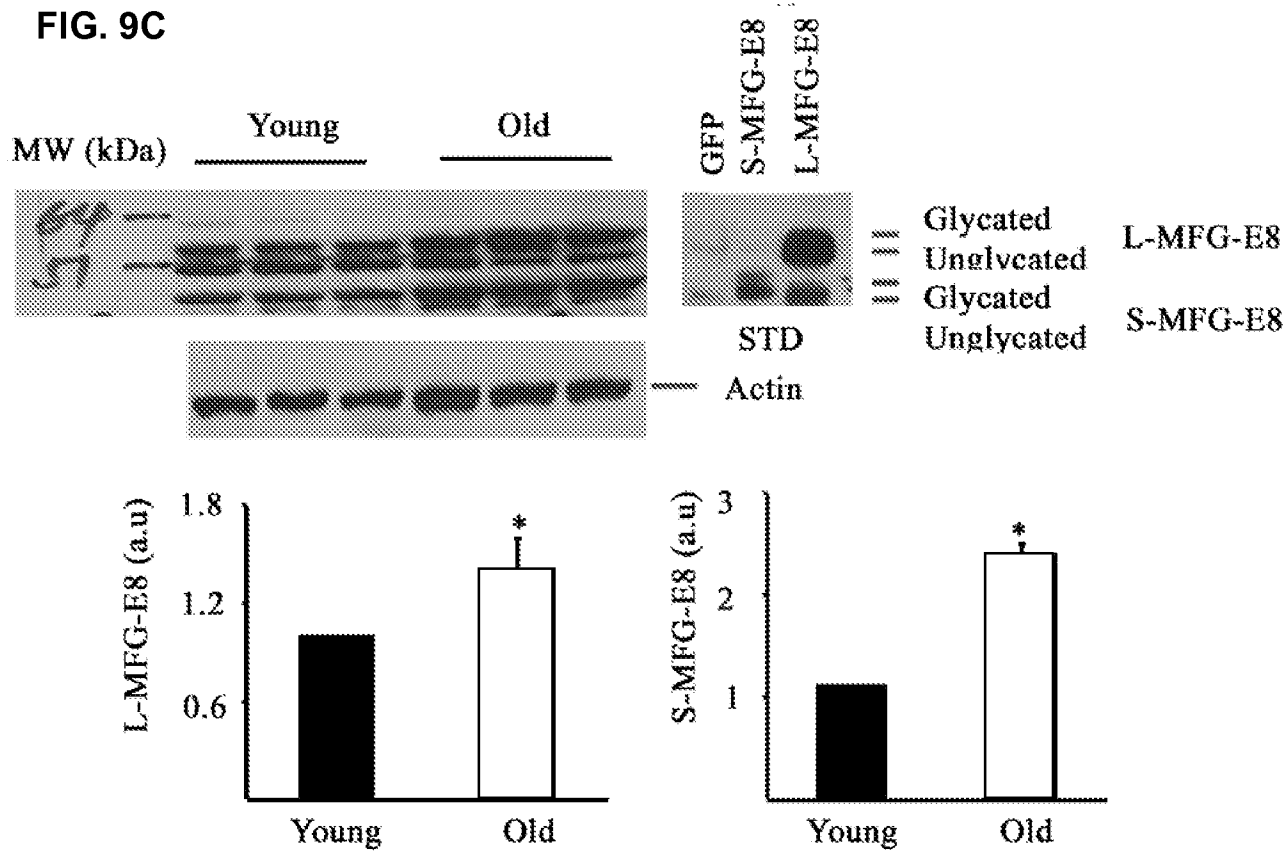 FIG. 9C
GFP
S-MFG-E8
L-MFG-E8
Young
Old
MW (kDa)
Glycated
Unglycated
L-MFG-E8
Glycated
Unglycated
S-MFG-E8
STD
Actin
L-MFG-E8 (a.u)
1.8
1.2
0.6
*
Young
Old
S-MFG-E8 (a.u)
3
2
1
*
Young
Old